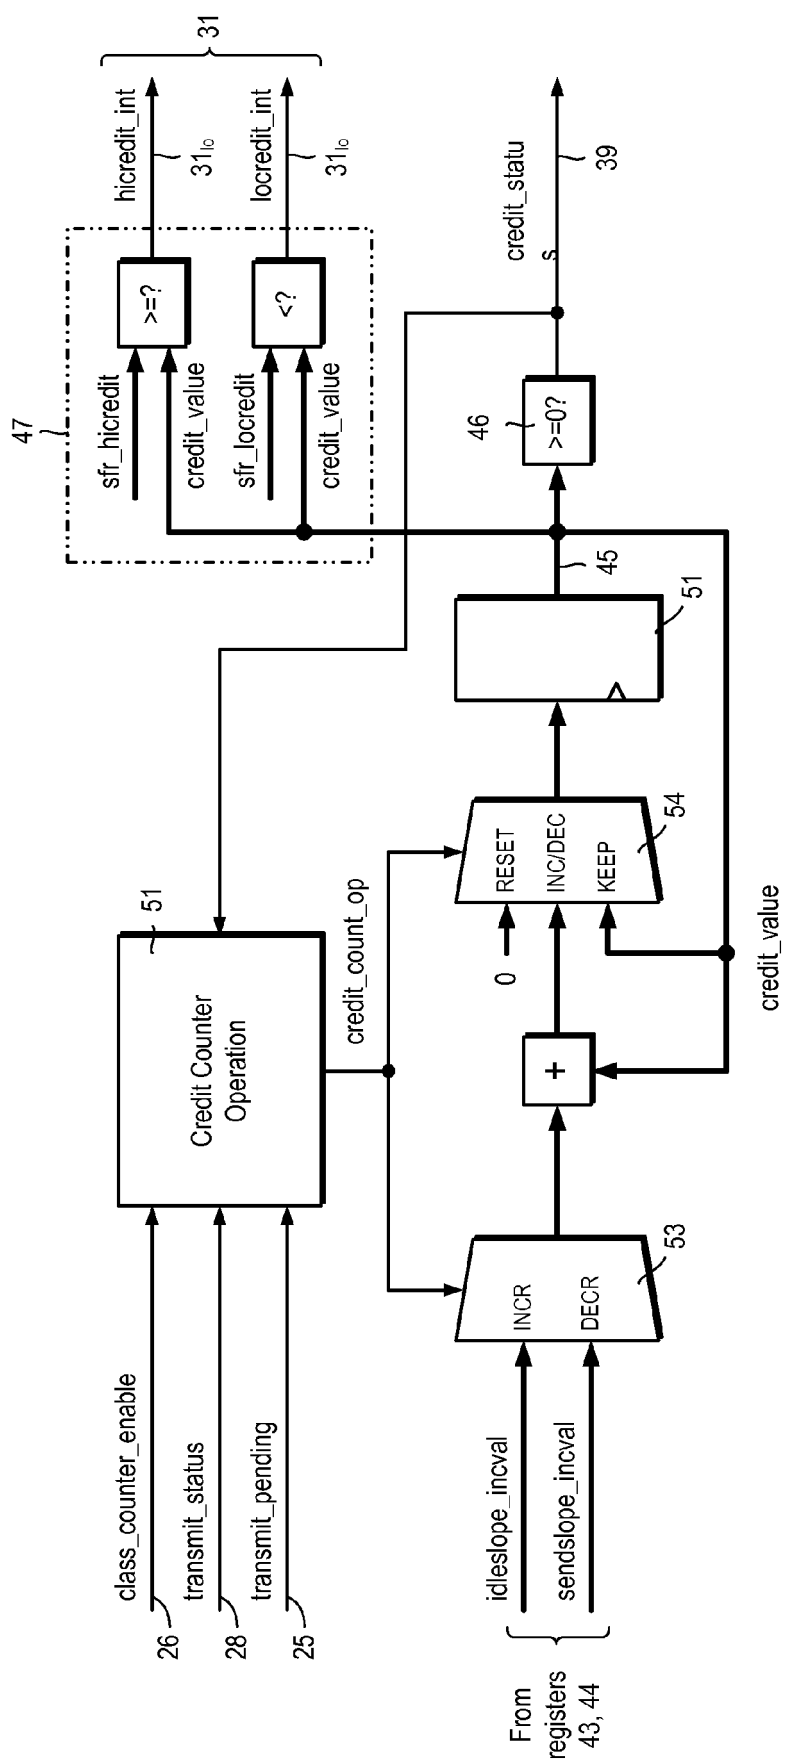 31
hicredit_int
31lo
locredit_int
31lo
47
sfr_hicredit
credit_value
>=?
sfr_locredit
credit_value
<?
credit_statu
s
39
46
>=0?
45
51
51
Credit Counter
Operation
credit_count_op
class_counter_enable
26
transmit_status
28
transmit_pending
25
RESET
INC/DEC
KEEP
54
0
+
credit_value
INCR
DECR
53
idleslope_incval
sendslope_incval
From
registers
43, 44